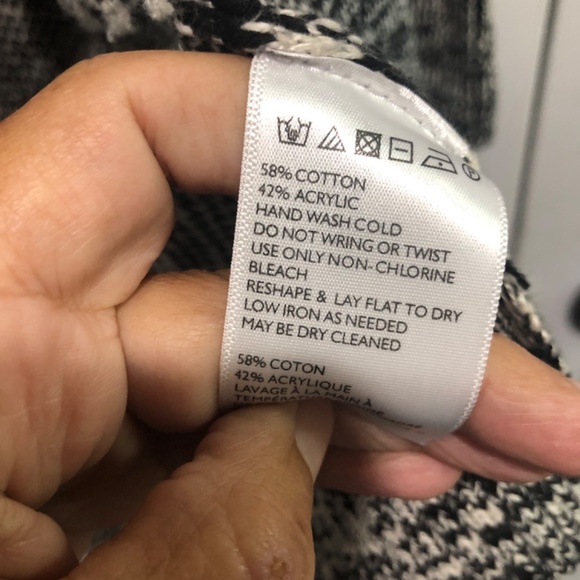 P
58% COTTON
42% ACRYLIC
HAND WASH COLD
DO NOT WRING OR TWIST
USE ONLY NON-CHLORINE
BLEACH
RESHAPE & LAY FLAT TO DRY
LOW IRON AS NEEDED
MAY BE DRY CLEANED
58% COTON
42% ACRYLIQUE
LAVAGE À LA MAIN À